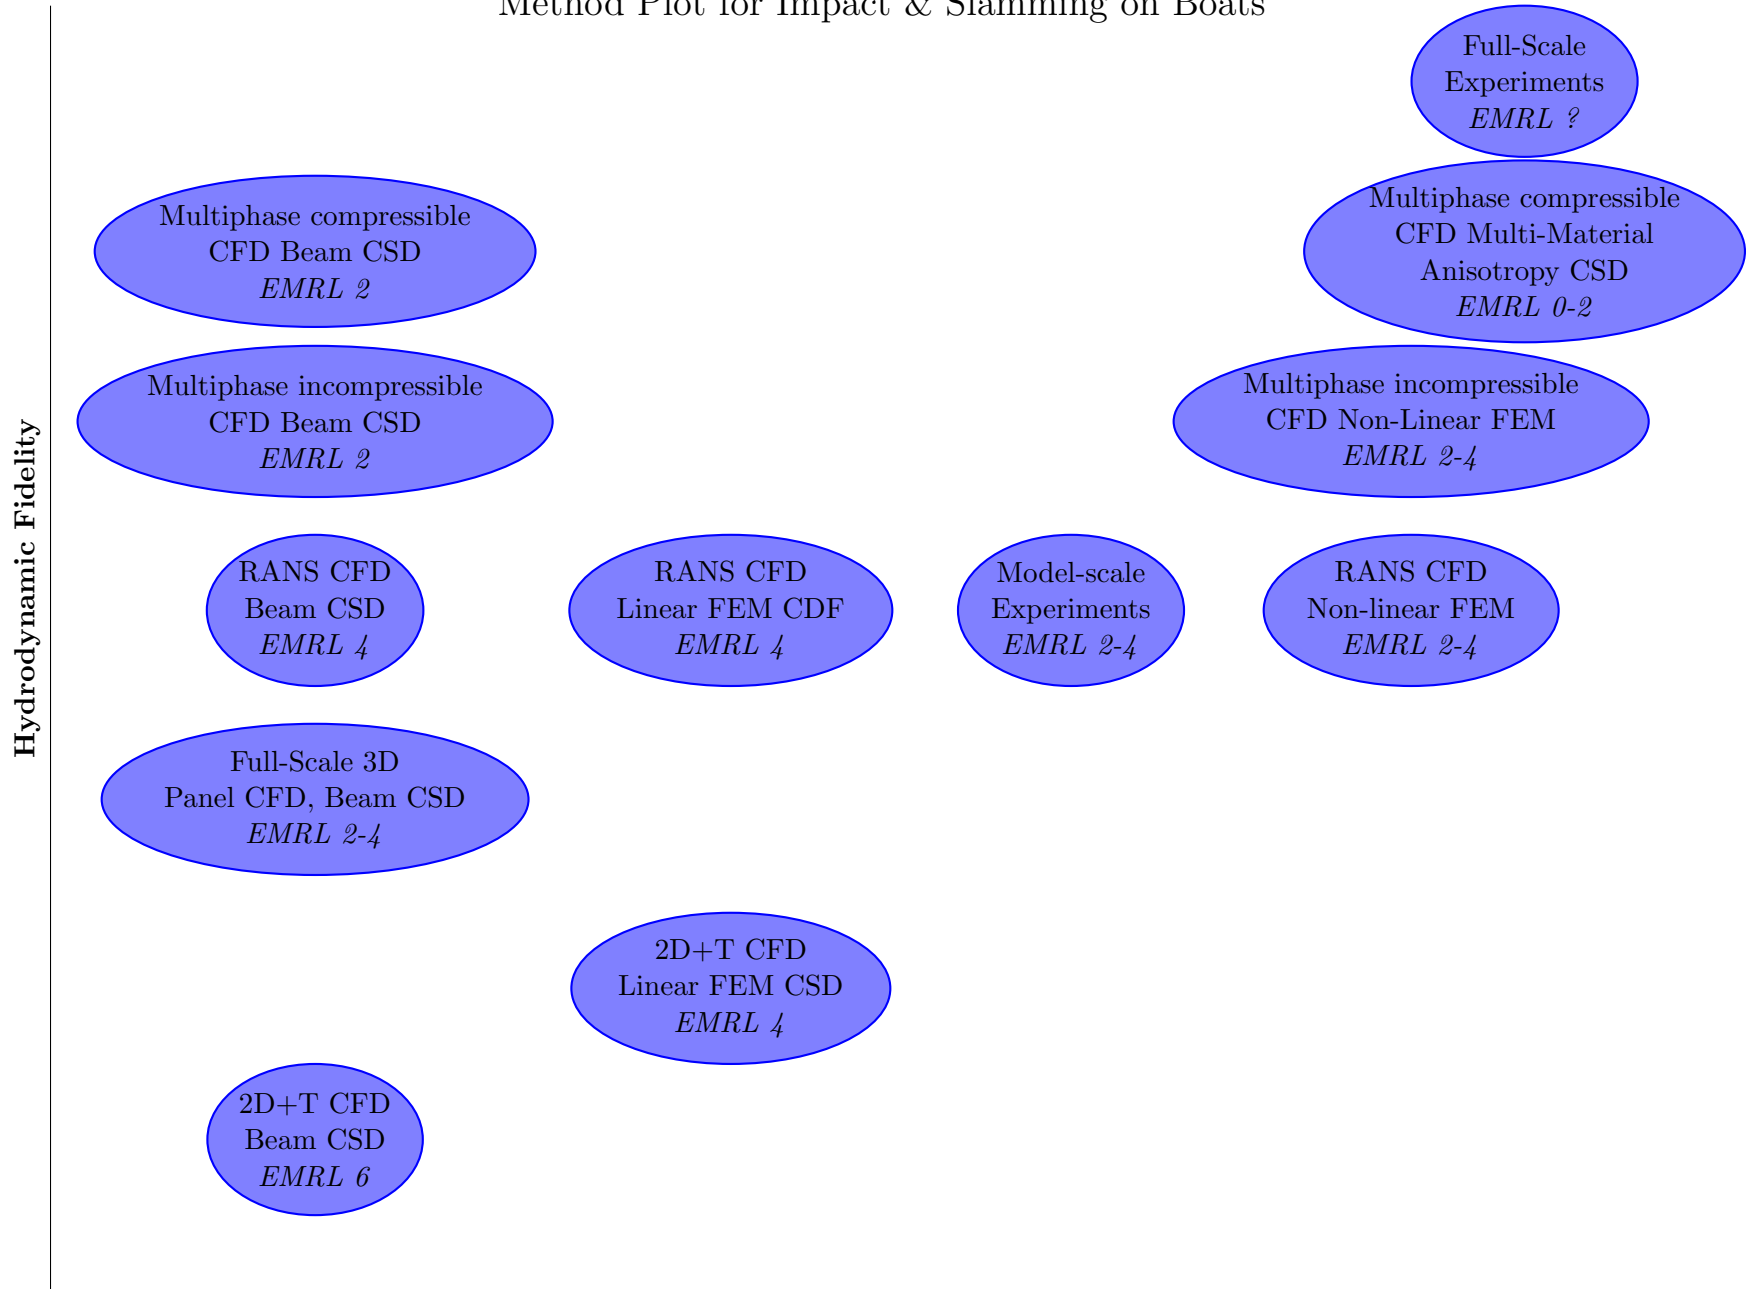 Method Plot for Impact & Slamming on Boats
Full-Scale
Experiments
EMRL ?
Multiphase compressible
CFD Beam CSD
EMRL 2
Multiphase compressible
CFD Multi-Material
Anisotropy CSD
EMRL 0-2
Multiphase incompressible
CFD Beam CSD
EMRL 2
Multiphase incompressible
CFD Non-Linear FEM
EMRL 2-4
Hydrodynamic Fidelity
RANS CFD
Beam CSD
EMRL 4
RANS CFD
Linear FEM CDF
EMRL 4
Model-scale
Experiments
EMRL 2-4
RANS CFD
Non-linear FEM
EMRL 2-4
Full-Scale 3D
Panel CFD, Beam CSD
EMRL 2-4
2D+T CFD
Linear FEM CSD
EMRL 4
2D+T CFD
Beam CSD
EMRL 6